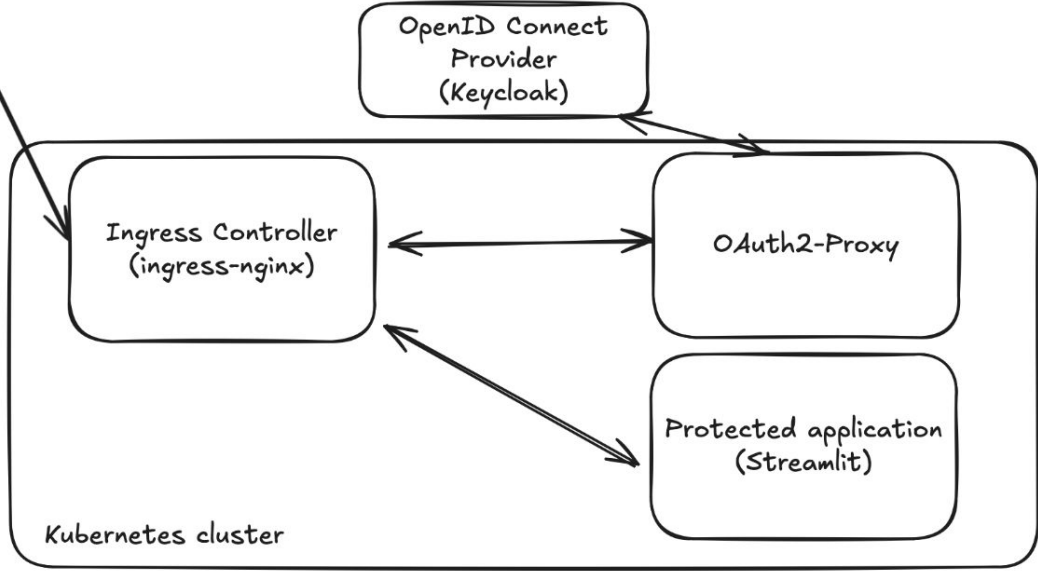 OpenID Connect
Provider
(Keycloak)
Ingress Controller
(ingress-nginx)
OAuth2-Proxy
Protected application
(Streamlit)
Kubernetes cluster